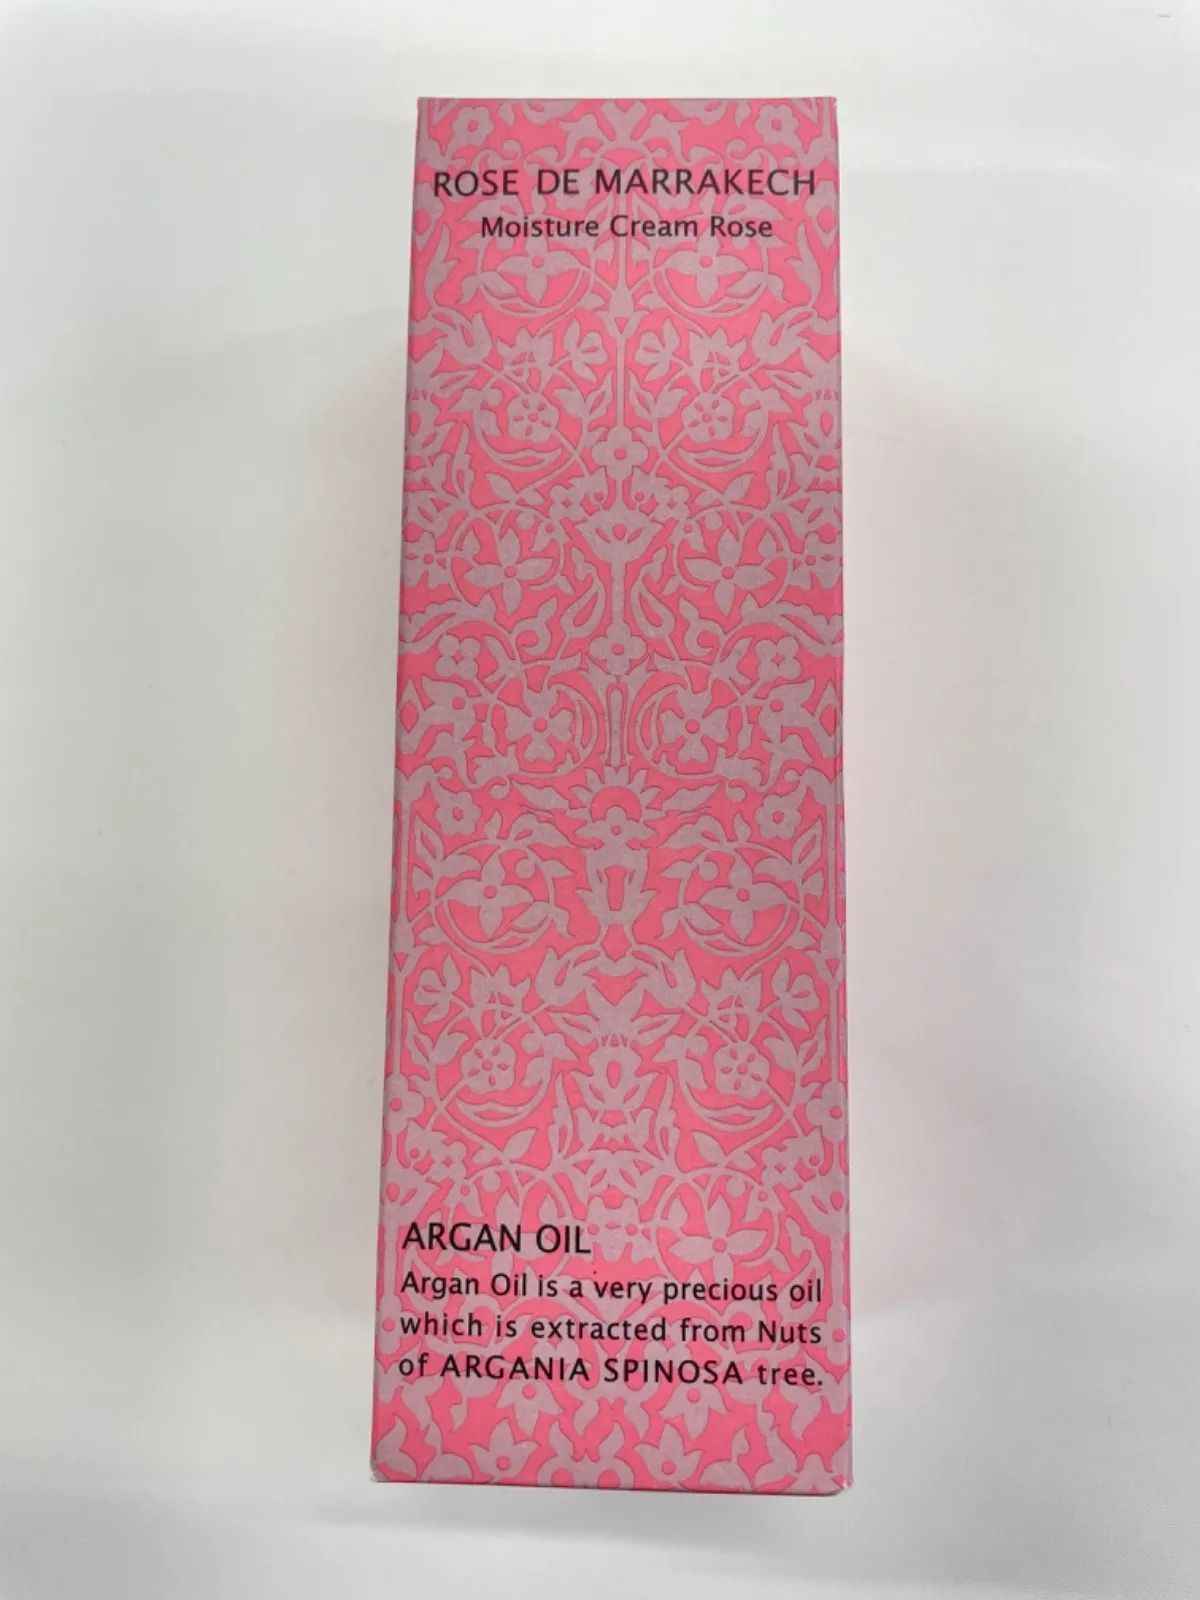 ROSE DE MARRAKECH
Moisture Cream Rose
ARGAN OIL
Argan Oil is a very precious oil
which is extracted from Nuts
of ARGANIA SPINOSA tree.